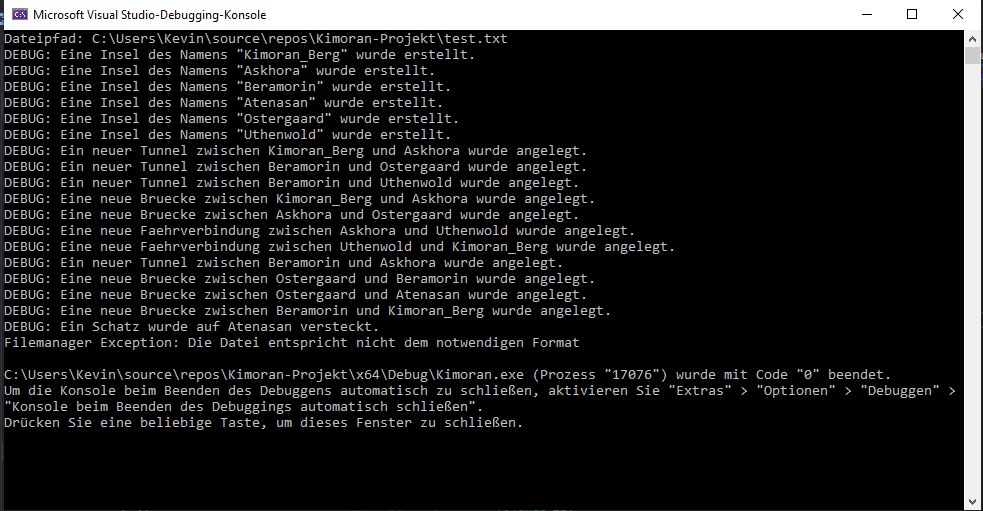 Microsoft Visual Studio-Debugging-Konsole
Dateipfad: C:\Users\Kevin\source\repos\Kimoran-Projekt\test.txt
DEBUG: Eine Insel des Namens "Kimoran_Berg" wurde erstellt.
DEBUG: Eine Insel des Namens "Askhora" wurde erstellt.
DEBUG: Eine Insel des Namens "Beramorin" wurde erstellt.
DEBUG: Eine Insel des Namens "Atenasan" wurde erstellt.
DEBUG: Eine Insel des Namens "Ostergaard" wurde erstellt.
DEBUG: Eine Insel des Namens "Uthenwold" wurde erstellt.
DEBUG: Ein neuer Tunnel zwischen Kimoran_Berg und Askhora wurde angelegt.
DEBUG: Ein neuer Tunnel zwischen Beramorin und Ostergaard wurde angelegt.
DEBUG: Ein neuer Tunnel zwischen Beramorin und Uthenwold wurde angelegt.
DEBUG: Eine neue Bruecke zwischen Kimoran_Berg und Askhora wurde angelegt.
DEBUG: Eine neue Bruecke zwischen Askhora und Ostergaard wurde angelegt.
DEBUG: Eine neue Faehrverbindung zwischen Askhora und Uthenwold wurde angelegt.
DEBUG: Eine neue Faehrverbindung zwischen Uthenwold und Kimoran_Berg wurde angelegt.
DEBUG: Ein neuer Tunnel zwischen Beramorin und Askhora wurde angelegt.
DEBUG: Eine neue Bruecke zwischen Ostergaard und Beramorin wurde angelegt.
DEBUG: Eine neue Bruecke zwischen Ostergaard und Atenasan wurde angelegt.
DEBUG: Eine neue Bruecke zwischen Beramorin und Kimoran_Berg wurde angelegt.
DEBUG: Ein Schatz wurde auf Atenasan versteckt.
Filemanager Exception: Die Datei entspricht nicht dem notwendigen Format
C:\Users\Kevin\source\repos\Kimoran-Projekt\x64\Debug\Kimoran.exe (Prozess "17076") wurde mit Code "0" beendet.
Um die Konsole beim Beenden des Debuggens automatisch zu schließen, aktivieren Sie "Extras" > "Optionen" > "Debuggen" >
"Konsole beim Beenden des Debuggings automatisch schließen".
Drücken Sie eine beliebige Taste, um dieses Fenster zu schließen.